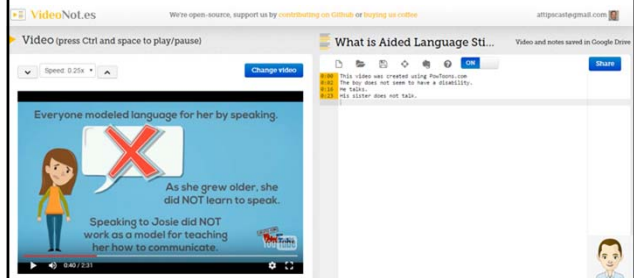 VideoNot.es
We're open-source, support us by contributing on Github or buying us coffee
attipscast@gmail.com
Video (press Ctrl and space to play/pause)
What is Aided Language Sti...
Video and notes saved in Google Drive
Speed: 0.25x
Change video
ON
Share
0:00 This video was created using PowToons.com
0:02 The boy does not seem to have a disability.
0:16 He talks.
0:23 His sister does not talk.
Everyone modeled language for her by speaking.
As she grew older, she
did NOT learn to speak.
Speaking to Josie did NOT
work as a model for teaching
her how to communicate.
YouTube
0:40 / 2:31